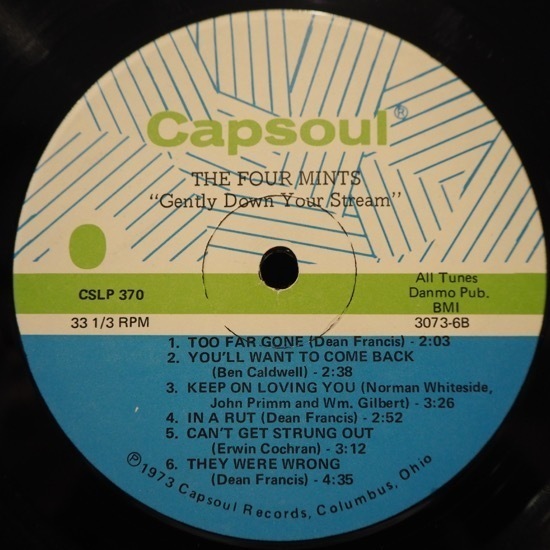 Capsoul®
THE FOUR MINTS
"Gently Down Your Stream"
CSLP 370
All Tunes
Danmo Pub.
BMI
33 1/3 RPM
3073-6B
1. TOO FAR GONE (Dean Francis) - 2:03
2. YOU'LL WANT TO COME BACK
(Ben Caldwell) - 2:38
3. KEEP ON LOVING YOU (Norman Whiteside,
John Primm and Wm. Gilbert) - 3:26
4. IN A RUT (Dean Francis) - 2:52
5. CAN'T GET STRUNG OUT
(Erwin Cochran) - 3:12
6. THEY WERE WRONG
(Dean Francis) - 4:35
℗1973 Capsoul Records, Columbus, Ohio